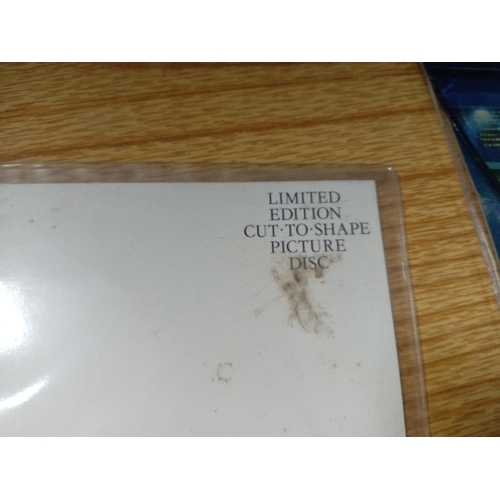 LIMITED
EDITION
CUT·TO·SHAPE
PICTURE
DISC